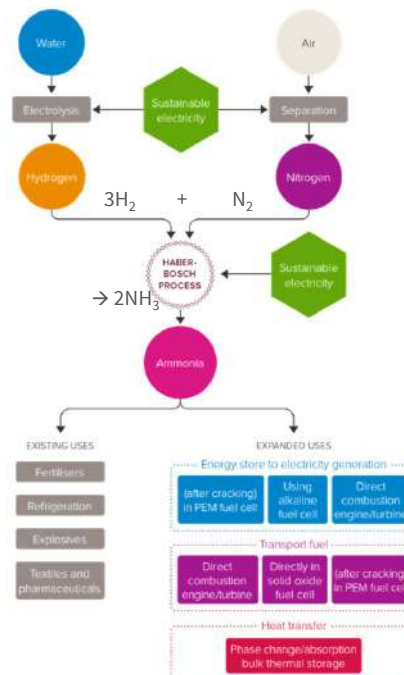 Water
Air
Electrolysis
Sustainable
electricity
Separation
Hydrogen
Nitrogen
3H₂ + N₂
HABER-
BOSCH
PROCESS
Sustainable
electricity
→ 2NH₃
Ammonia
EXISTING USES
Fertilisers
Refrigeration
Explosives
Textiles and
pharmaceuticals
EXPANDED USES
Energy store to electricity generation
(after cracking)
in PEM fuel cell
Using
alkaline
fuel cell
Direct
combustion
engine/turbine
Transport fuel
Direct
combustion
engine/turbine
Directly in
solid oxide
fuel cell
(after cracking)
in PEM fuel cell
Heat transfer
Phase change/absorption
bulk thermal storage